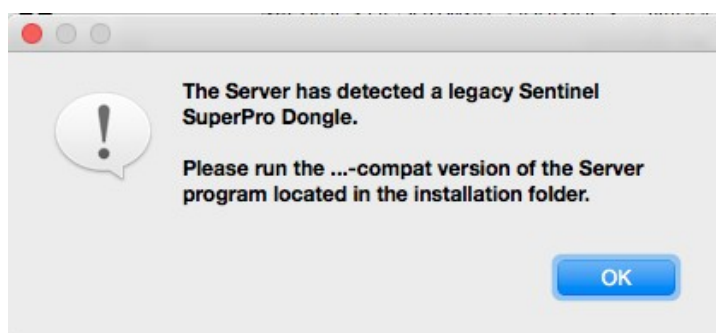 The Server has detected a legacy Sentinel
SuperPro Dongle.
Please run the ...-compat version of the Server
program located in the installation folder.
OK